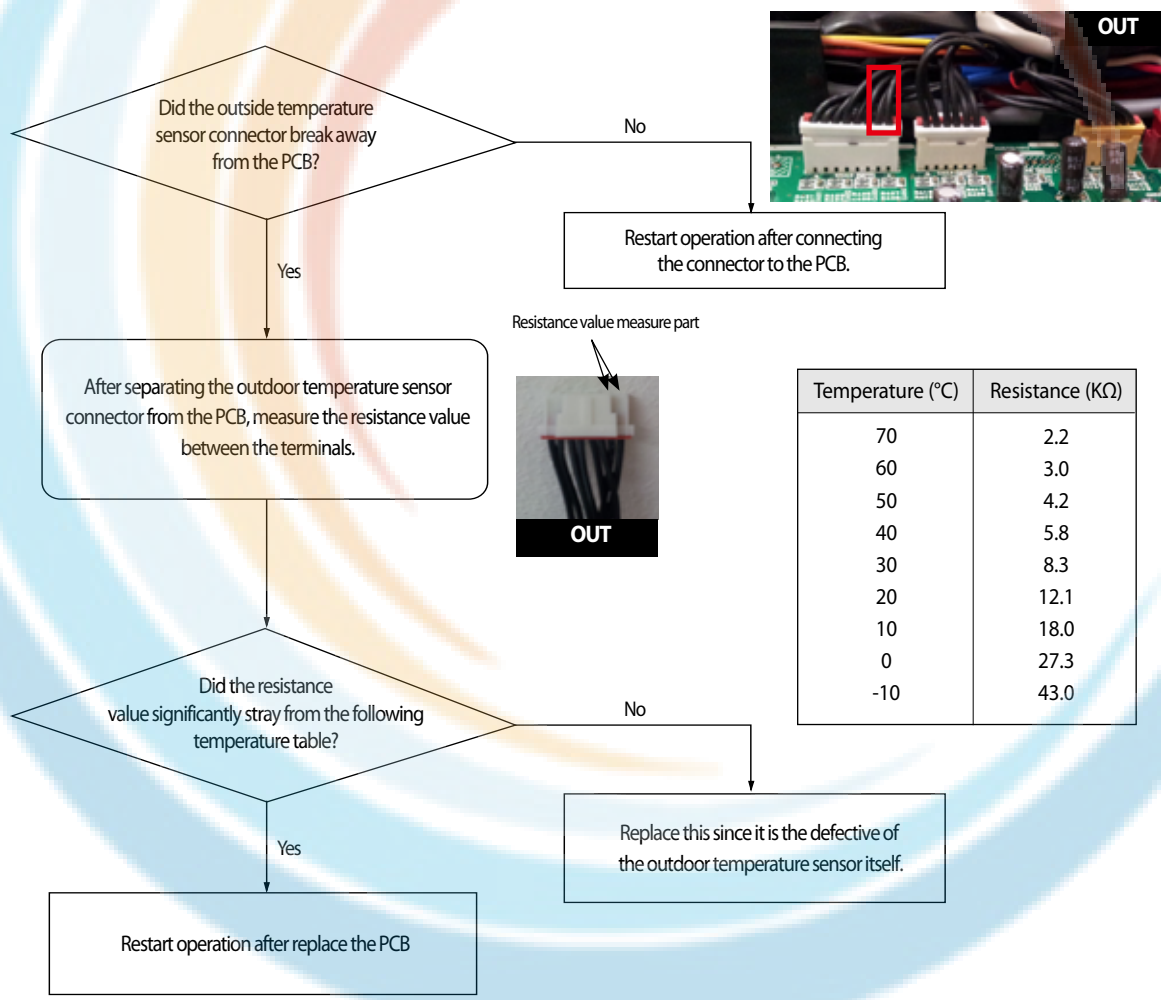 OUT
Did the outside temperature
sensor connector break away
from the PCB?
No
Restart operation after connecting
the connector to the PCB.
Yes
Resistance value measure part
After separating the outdoor temperature sensor
connector from the PCB, measure the resistance value
between the terminals.
OUT
Temperature (°C) Resistance (KΩ)
70 2.2
60 3.0
50 4.2
40 5.8
30 8.3
20 12.1
10 18.0
0 27.3
-10 43.0
Did the resistance
value significantly stray from the following
temperature table?
No
Replace this since it is the defective of
the outdoor temperature sensor itself.
Yes
Restart operation after replace the PCB